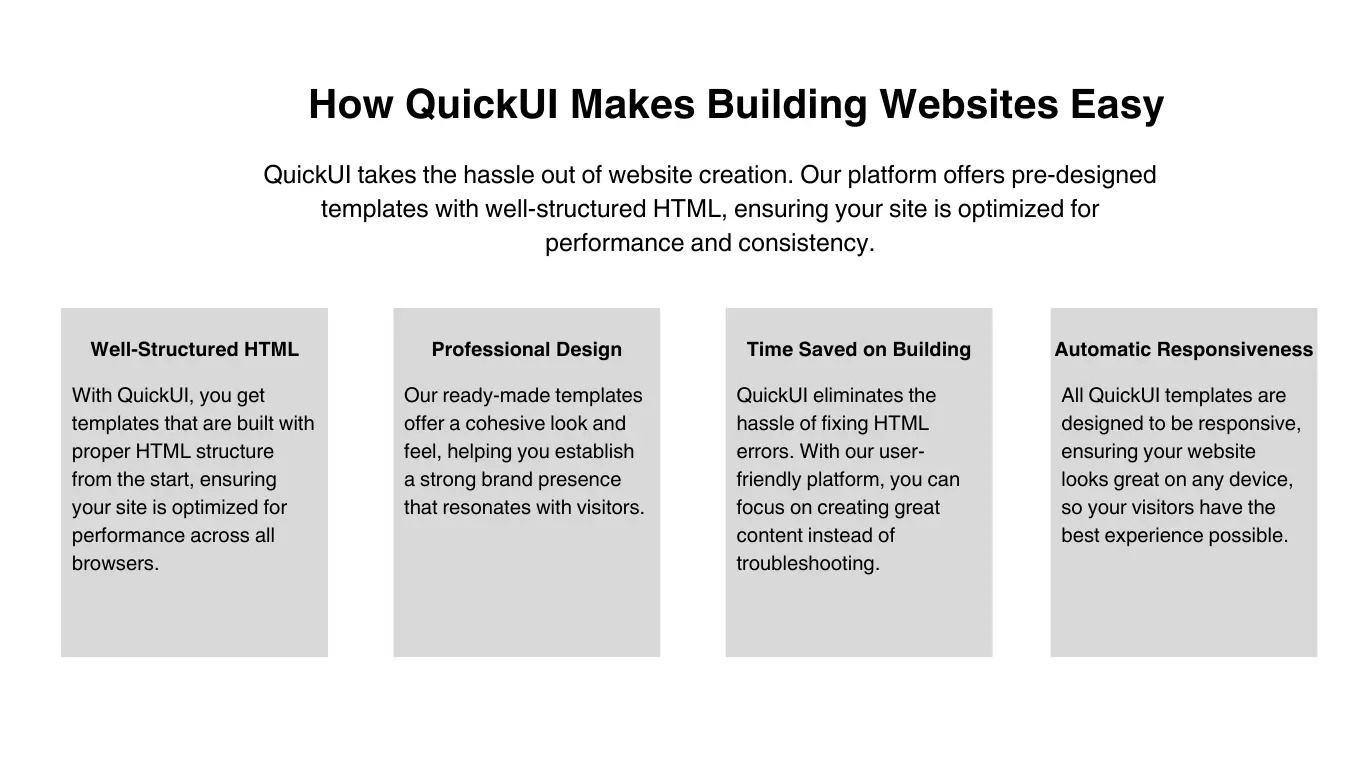 How QuickUI Makes Building Websites Easy
QuickUI takes the hassle out of website creation. Our platform offers pre-designed
templates with well-structured HTML, ensuring your site is optimized for
performance and consistency.
Well-Structured HTML
With QuickUI, you get
templates that are built with
proper HTML structure
from the start, ensuring
your site is optimized for
performance across all
browsers.
Professional Design
Our ready-made templates
offer a cohesive look and
feel, helping you establish
a strong brand presence
that resonates with visitors.
Time Saved on Building
QuickUI eliminates the
hassle of fixing HTML
errors. With our user-
friendly platform, you can
focus on creating great
content instead of
troubleshooting.
Automatic Responsiveness
All QuickUI templates are
designed to be responsive,
ensuring your website
looks great on any device,
so your visitors have the
best experience possible.